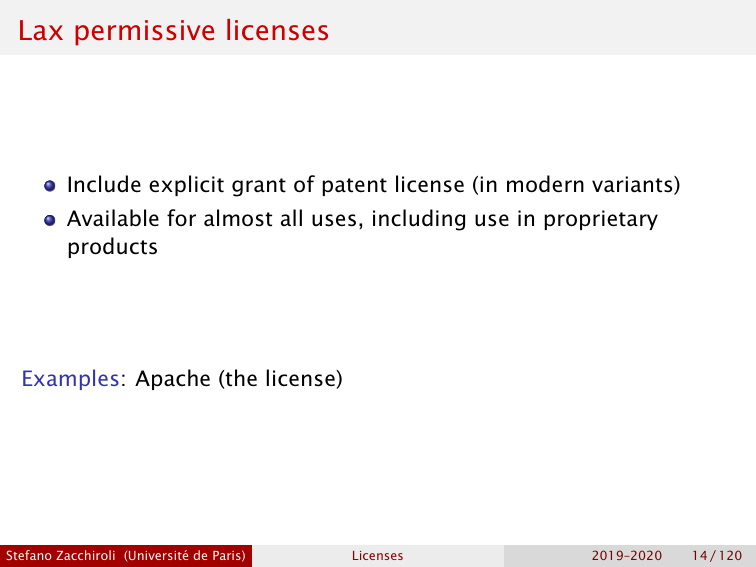 Lax permissive licenses
Include explicit grant of patent license (in modern variants)
Available for almost all uses, including use in proprietary
products
Examples: Apache (the license)
Stefano Zacchiroli (Université de Paris) Licenses 2019–2020 14 / 120